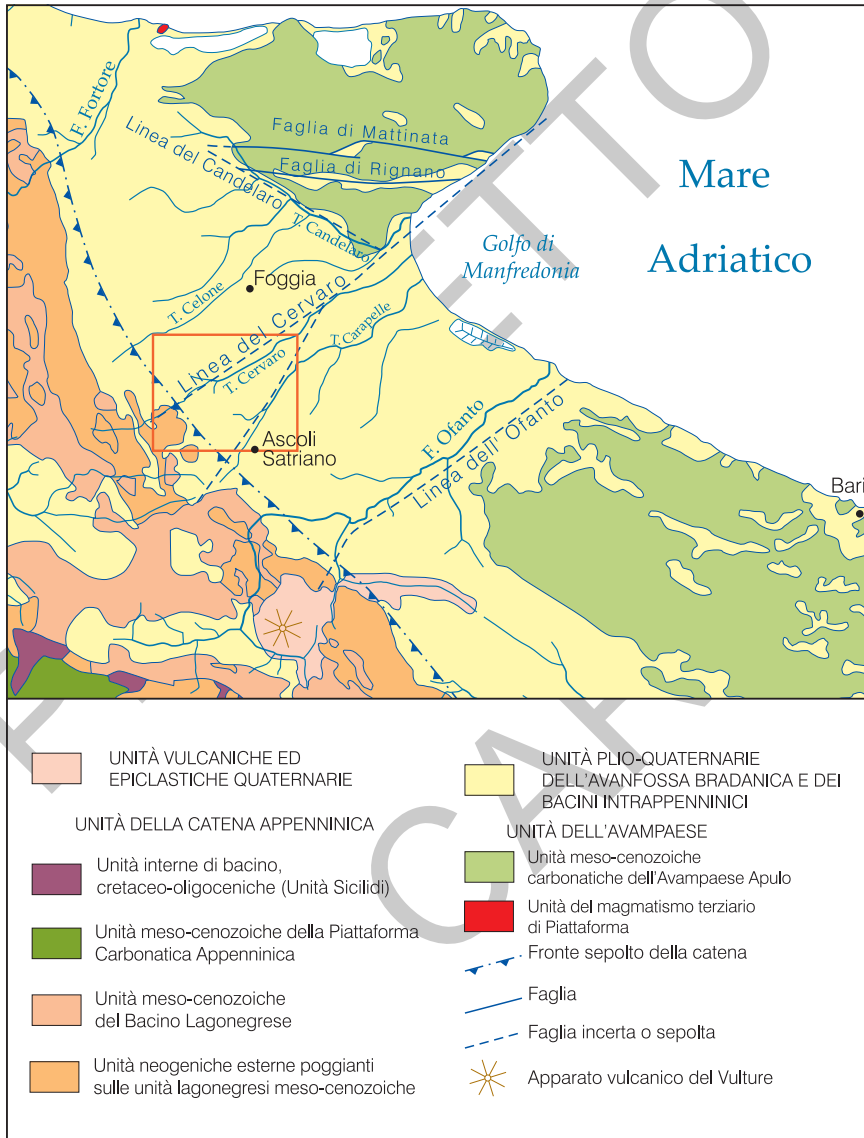 F. Fortore
Linea del Candelaro
Faglia di Mattinata
Faglia di Rignano
T. Candelaro
Mare
Adriatico
Golfo di
Manfredonia
Foggia
T. Celone
Linea del Cervaro
T. Cervaro
T. Carapelle
Ascoli
Satriano
F. Ofanto
Linea dell' Ofanto
Bari
UNITÀ VULCANICHE ED
EPICLASTICHE QUATERNARIE
UNITÀ DELLA CATENA APPENNINICA
Unità interne di bacino,
cretaceo-oligoceniche (Unità Sicilidi)
Unità meso-cenozoiche della Piattaforma
Carbonatica Appenninica
Unità meso-cenozoiche
del Bacino Lagonegrese
Unità neogeniche esterne poggianti
sulle unità lagonegresi meso-cenozoiche
UNITÀ PLIO-QUATERNARIE
DELL'AVANFOSSA BRADANICA E DEI
BACINI INTRAPPENNINICI
UNITÀ DELL'AVAMPAESE
Unità meso-cenozoiche
carbonatiche dell'Avampaese Apulo
Unità del magmatismo terziario
di Piattaforma
Fronte sepolto della catena
Faglia
Faglia incerta o sepolta
Apparato vulcanico del Vulture